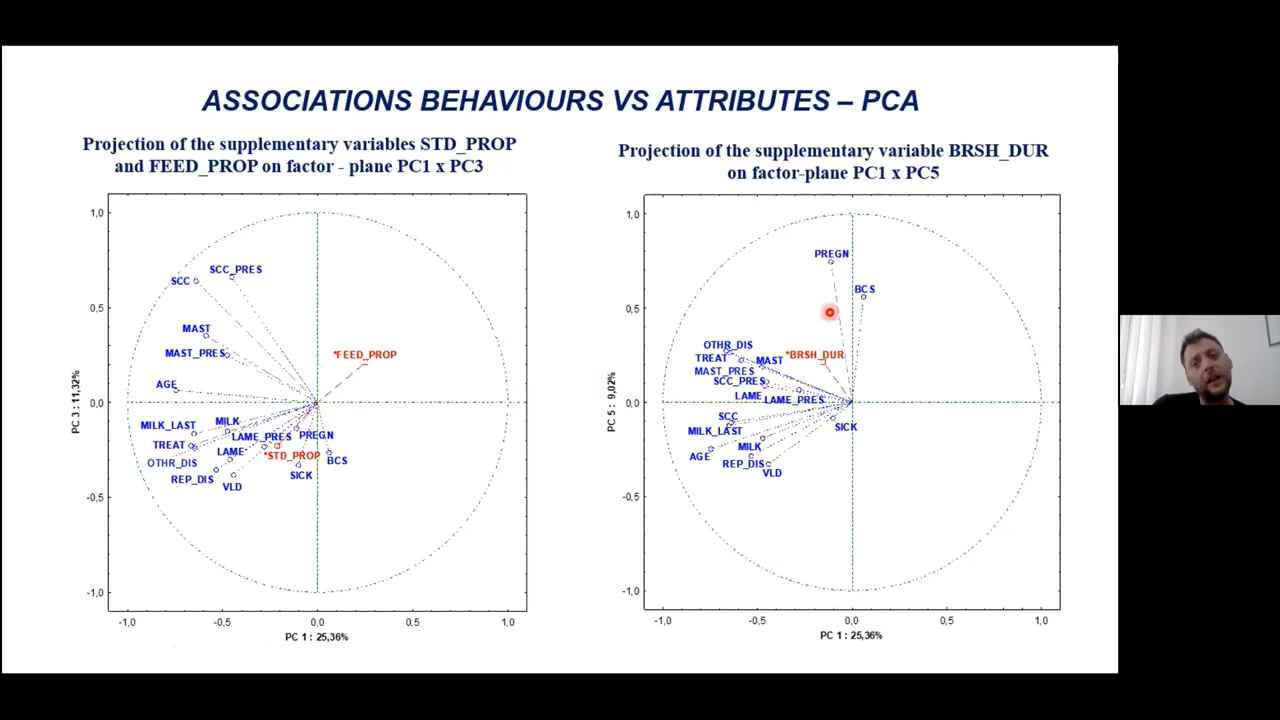 ASSOCIATIONS BEHAVIOURS VS ATTRIBUTES – PCA
Projection of the supplementary variables STD_PROP
and FEED_PROP on factor - plane PC1 x PC3
1,0
SCC_PRES
SCC
0,5
MAST
MAST_PRES
*FEED_PROP
AGE
0,0
MILK
MILK_LAST
LAME_PRES
PREGN
TREAT
LAME
*STD_PROP
OTHR_DIS
BCS
REP_DIS
SICK
VLD
-0,5
-1,0
PC 3 : 11,32%
-1,0
-0,5
0,0
0,5
1,0
PC 1 : 25,36%
Projection of the supplementary variable BRSH_DUR
on factor-plane PC1 x PC5
1,0
PREGN
BCS
0,5
OTHR_DIS
TREAT
MAST
*BRSH_DUR
MAST_PRES
SCC_PRES
LAME
LAME_PRES
0,0
SCC
SICK
MILK_LAST
MILK
AGE
REP_DIS
VLD
-0,5
-1,0
PC 5 : 9,02%
-1,0
-0,5
0,0
0,5
1,0
PC 1 : 25,36%